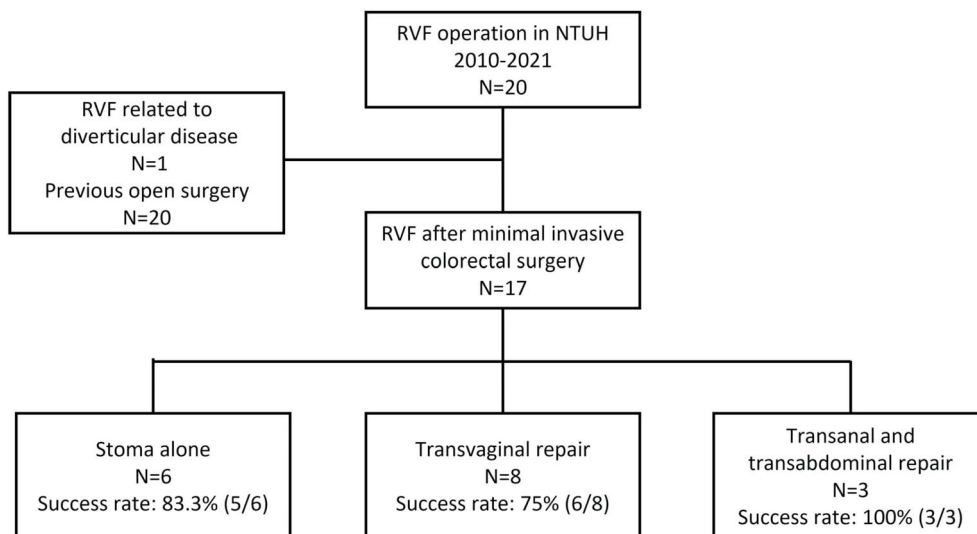 RVF operation in NTUH
2010-2021
N=20
RVF related to
diverticular disease
N=1
Previous open surgery
N=20
RVF after minimal invasive
colorectal surgery
N=17
Stoma alone
N=6
Success rate: 83.3% (5/6)
Transvaginal repair
N=8
Success rate: 75% (6/8)
Transanal and
transabdominal repair
N=3
Success rate: 100% (3/3)